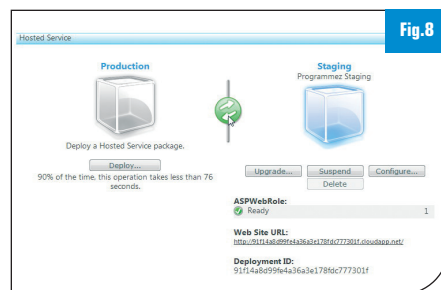 Fig.8
Hosted Service
Production
Deploy a Hosted Service package.
Deploy...
90% of the time, this operation takes less than 76
seconds.
Staging
Programmez Staging
Upgrade...
Suspend
Configure...
Delete
ASPWebRole:
Ready 1
Web Site URL:
http://91f14a8d99fe4a36a3e178fdc777301f.cloudapp.net/
Deployment ID:
91f14a8d99fe4a36a3e178fdc777301f